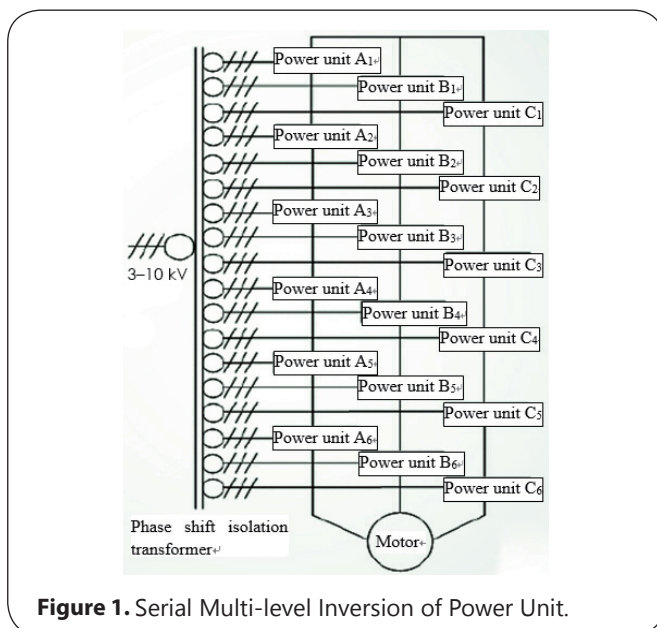 Power unit A1↵
Power unit B1↵
Power unit C1
Power unit A2↵
Power unit B2↵
Power unit C2
Power unit A3↵
Power unit B3↵
Power unit C3
3–10 kV
Power unit A4↵
Power unit B4↵
Power unit C4
Power unit A5↵
Power unit B5↵
Power unit C5
Power unit A6↵
Power unit B6↵
Power unit C6
Phase shift isolation
transformer↵
Motor↵
Figure 1. Serial Multi-level Inversion of Power Unit.